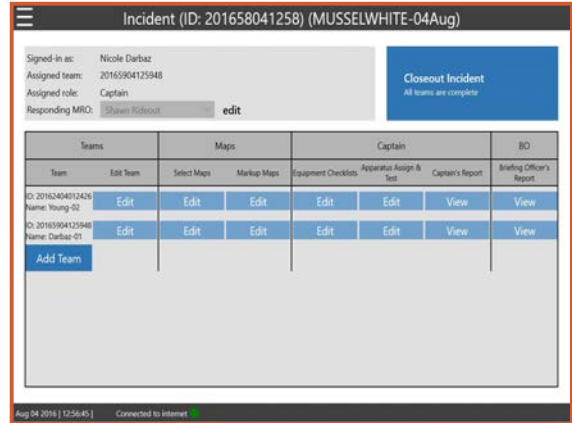 Incident (ID: 201658041258) (MUSSELWHITE-04Aug)
Signed-in as: Nicole Darbaz
Assigned team: 20165904125948
Assigned role: Captain
Responding MRO: Shawn Rideout edit
Closeout Incident
All teams are complete
Teams Maps Captain BO
Team Edit Team Select Maps Markup Maps Equipment Checklists Apparatus Assign & Test Captain's Report Briefing Officer's Report
ID: 20162404012426
Name: Young-02
Edit Edit Edit Edit Edit View View
ID: 20165904125948
Name: Darbaz-01
Edit Edit Edit Edit Edit View View
Add Team
Aug 04 2016 | 12:56:45 | Connected to internet